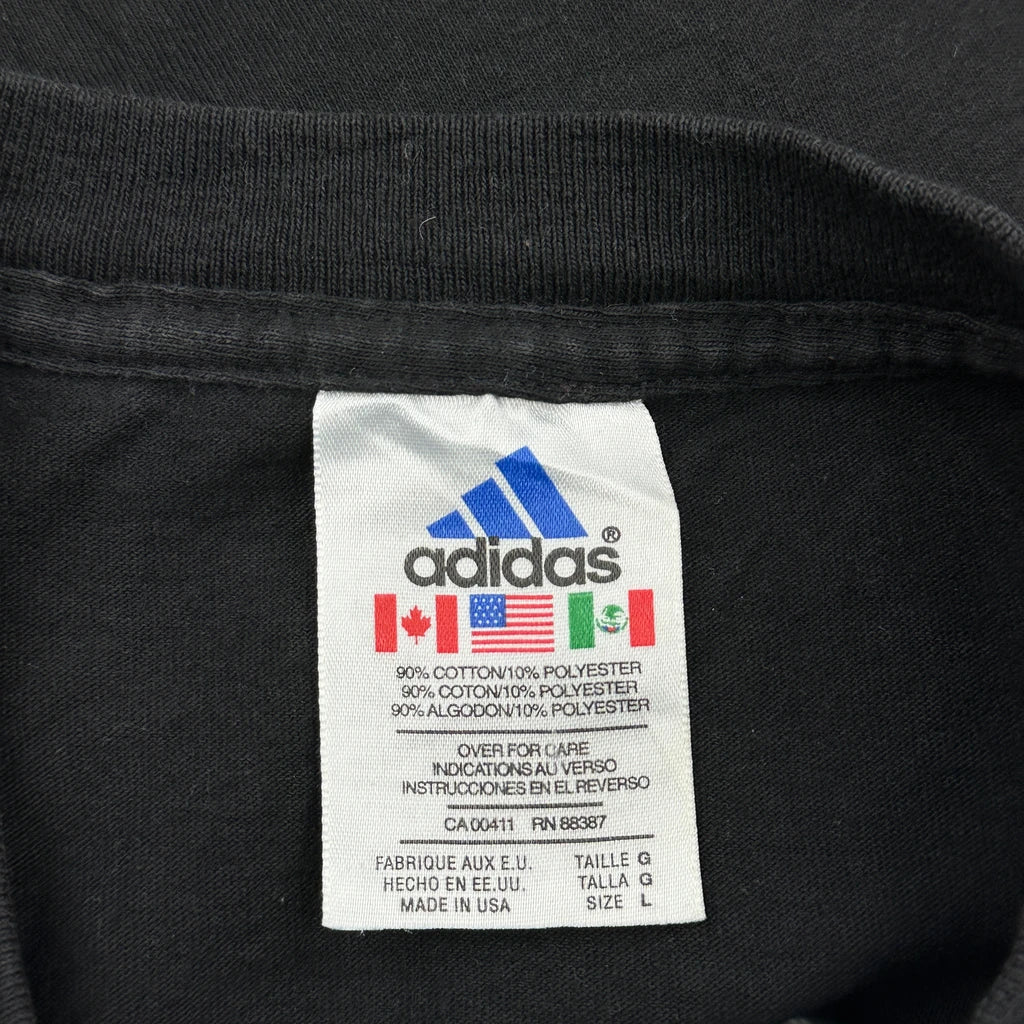 adidas®
90% COTTON/10% POLYESTER
90% COTON/10% POLYESTER
90% ALGODON/10% POLYESTER
OVER FOR CARE
INDICATIONS AU VERSO
INSTRUCCIONES EN EL REVERSO
CA 00411 RN 88387
FABRIQUE AUX E.U. TAILLE G
HECHO EN EE.UU. TALLA G
MADE IN USA SIZE L